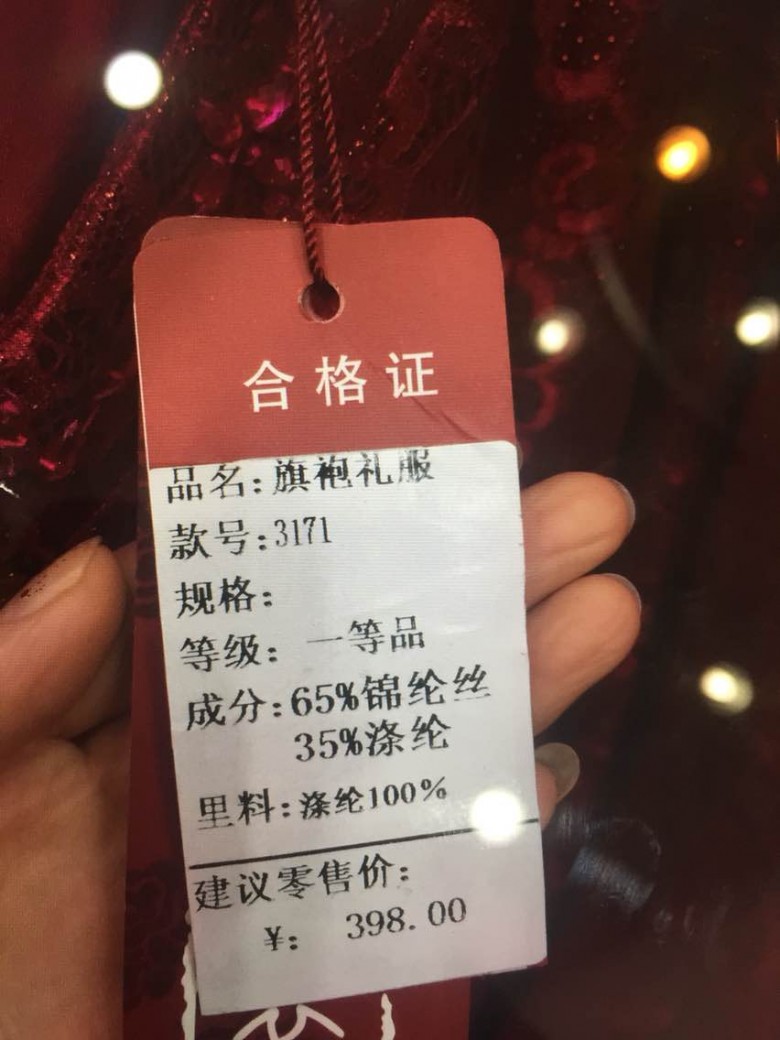 合格证
品名:旗袍礼服
款号:3171
规格:
等级: 一等品
成分:65%锦纶丝
35%涤纶
里料:涤纶100%
建议零售价:
¥: 398.00